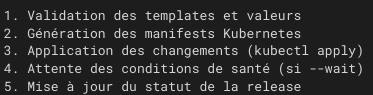 1. Validation des templates et valeurs
2. Génération des manifests Kubernetes
3. Application des changements (kubectl apply)
4. Attente des conditions de santé (si --wait)
5. Mise à jour du statut de la release